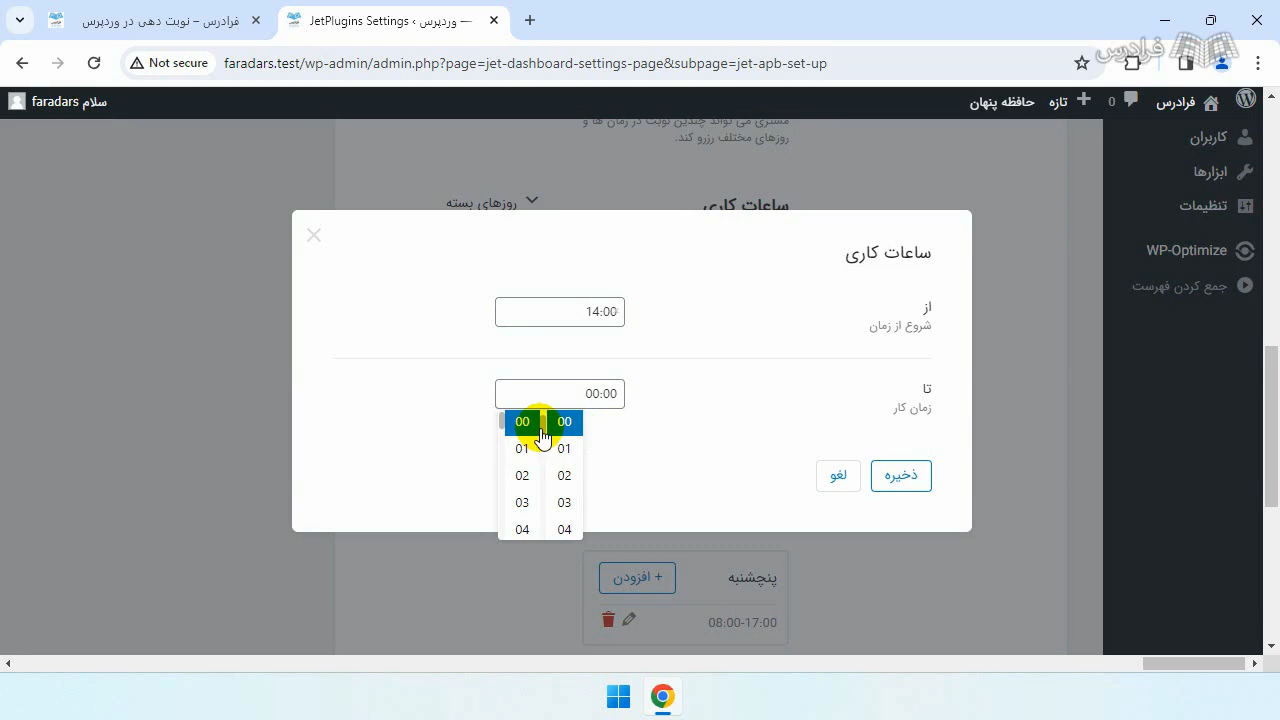 فرادرس – نوبت دهی در وردپرس
JetPlugins Settings ‹ وردپرس —
Not secure
faradars.test/wp-admin/admin.php?page=jet-dashboard-settings-page&subpage=jet-apb-set-up
فرادرس
فرادرس
0
تازه
حافظه پنهان
سلام faradars
کاربران
ابزارها
تنظیمات
WP-Optimize
جمع کردن فهرست
مشتری می تواند چندین نوبت در زمان ها و
روزهای مختلف رزرو کند.
ساعات کاری
روزهای بسته
ساعات کاری
از
شروع از زمان
14:00
تا
زمان کار
00:00
00 00
01 01
02 02
03 03
04 04
ذخیره
لغو
پنچشنبه
+ افزودن
08:00-17:00